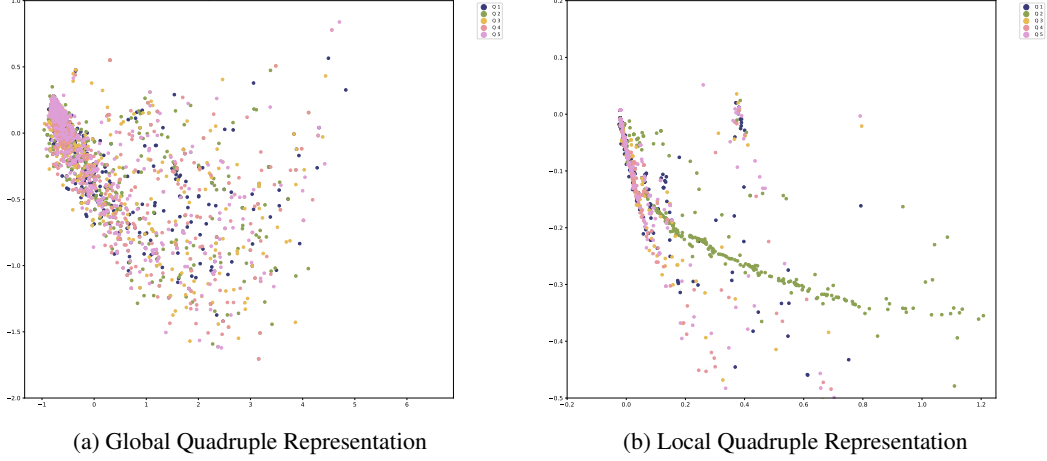 1.0
0.5
0.0
−0.5
−1.0
−1.5
−2.0
−1 0 1 2 3 4 5 6
Q 1
Q 2
Q 3
Q 4
Q 5
(a) Global Quadruple Representation
0.2
0.1
0.0
−0.1
−0.2
−0.3
−0.4
−0.5
−0.2 0.0 0.2 0.4 0.6 0.8 1.0 1.2
Q 1
Q 2
Q 3
Q 4
Q 5
(b) Local Quadruple Representation